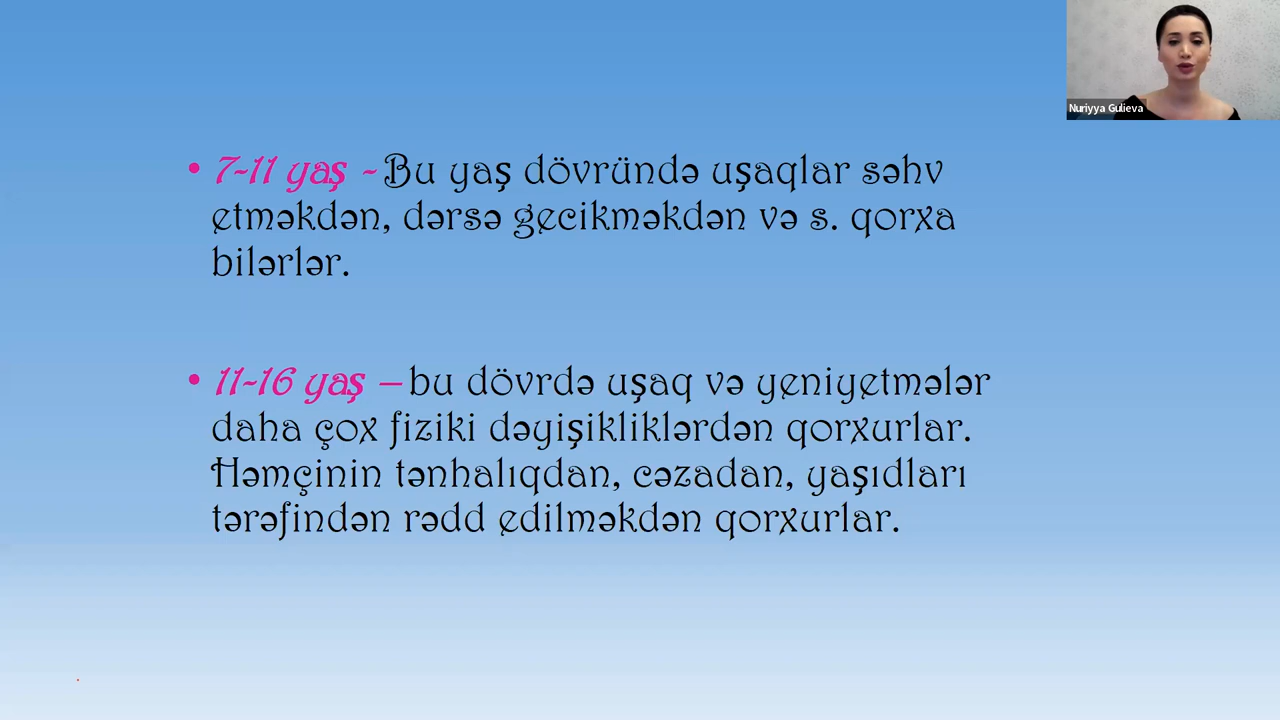 Nuriyya Gulieva
• 7-11 yaş - Bu yaş dövründə uşaqlar səhv
etməkdən, dərsə gecikməkdən və s. qorxa
bilərlər.
• 11-16 yaş – bu dövrdə uşaq və yeniyetmələr
daha çox fiziki dəyişikliklərdən qorxurlar.
Həmçinin tənhalıqdan, cəzadan, yaşıdları
tərəfindən rədd edilməkdən qorxurlar.